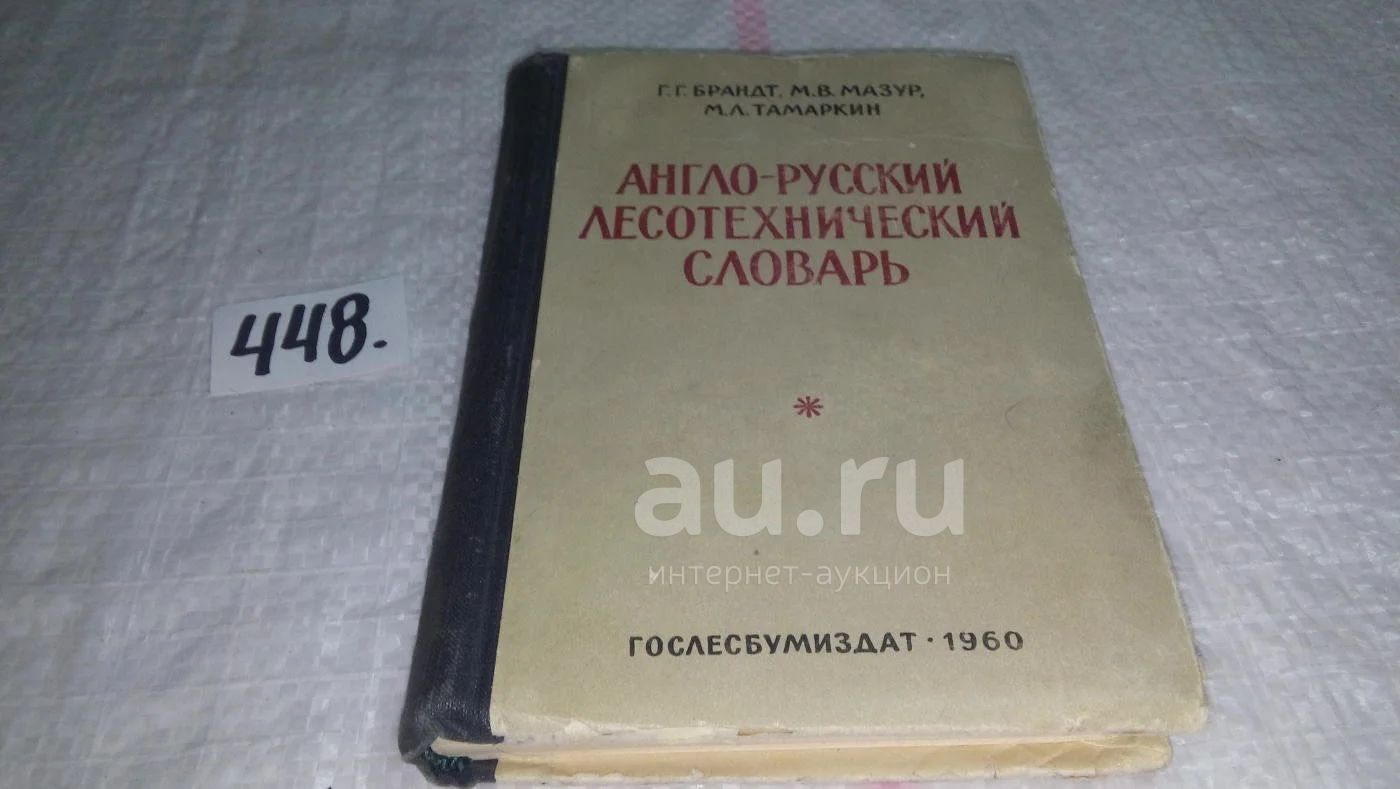 Г.Г. БРАНДТ, М.В. МАЗУР,
М.Л. ТАМАРКИН
АНГЛО-РУССКИЙ
ЛЕСОТЕХНИЧЕСКИЙ
СЛОВАРЬ
*
448.
au.ru
интернет-аукцион
ГОСЛЕСБУМИЗДАТ · 1960